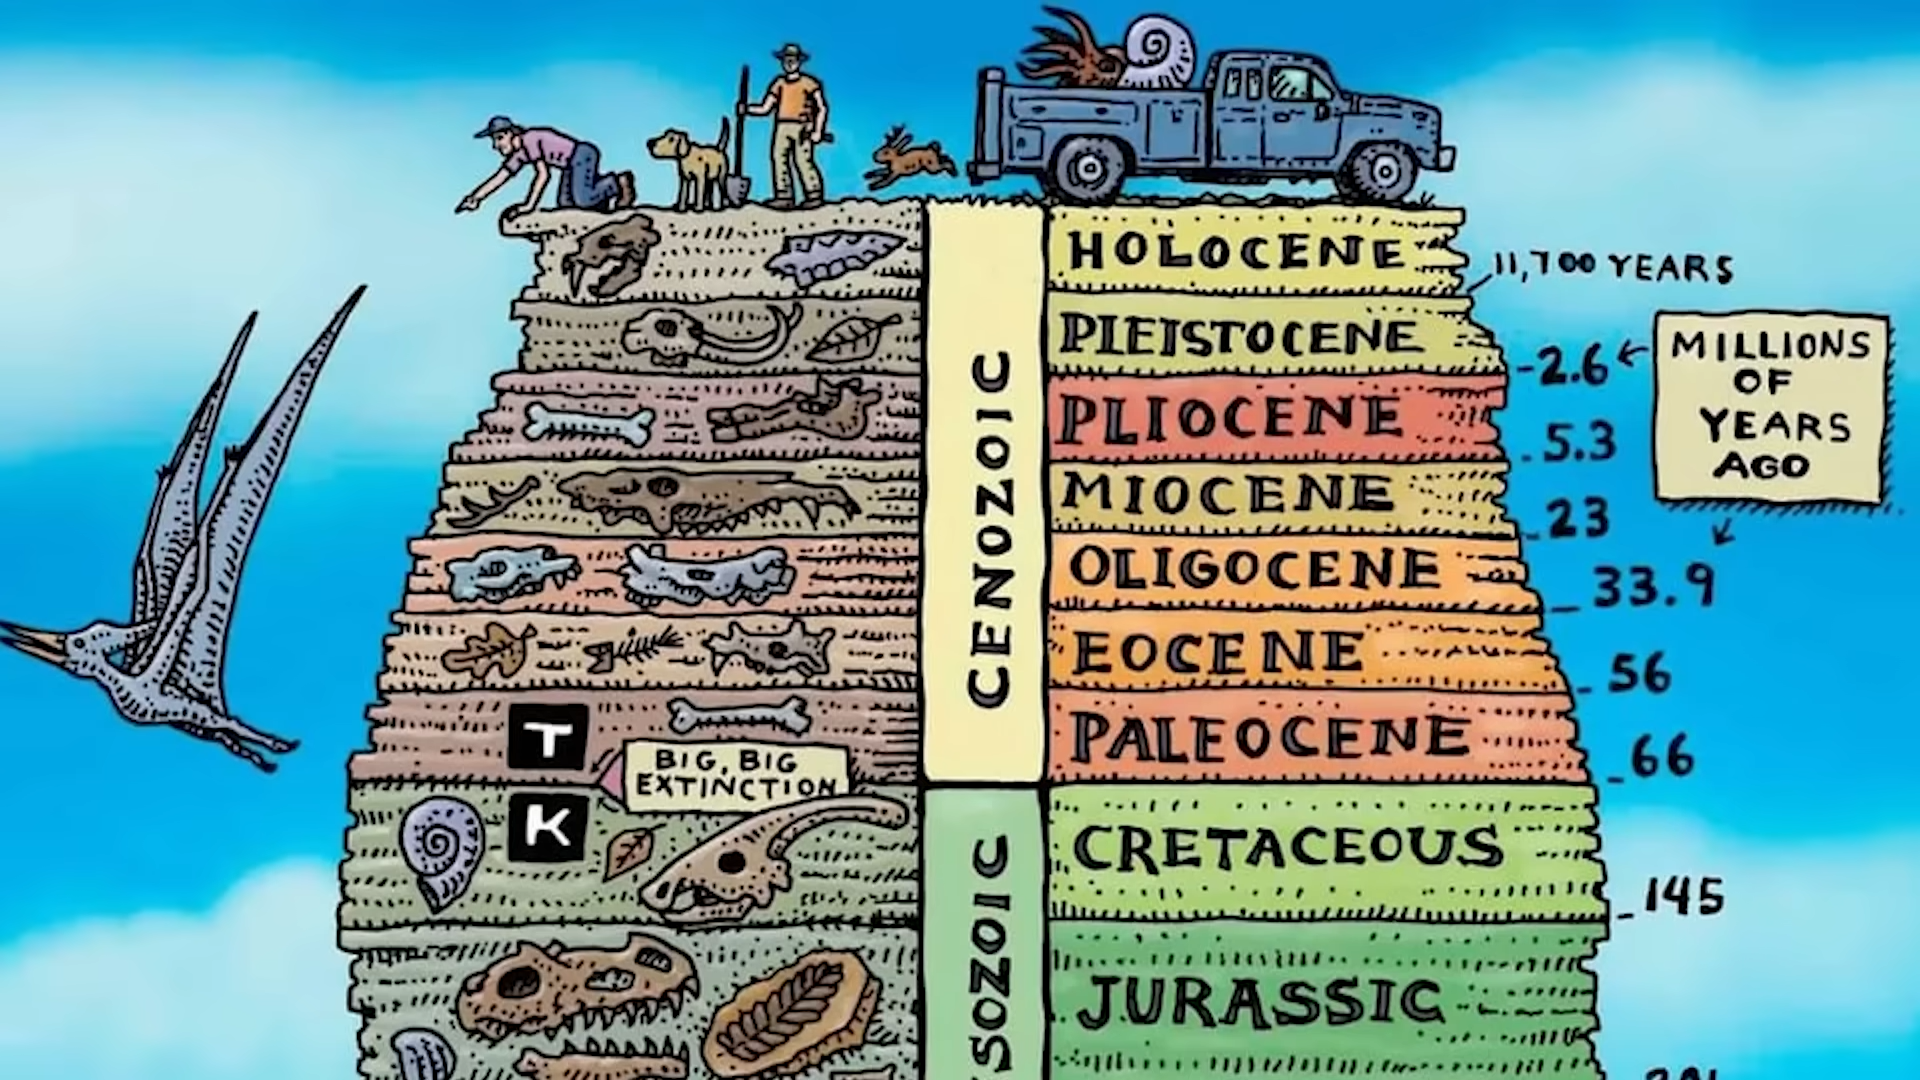 HOLOCENE
11,700 YEARS
PLEISTOCENE
-2.6
MILLIONS
OF
YEARS
AGO
PLIOCENE
5.3
MIOCENE
23
OLIGOCENE
33.9
EOCENE
56
PALEOCENE
66
CENOZOIC
T
BIG, BIG
EXTINCTION
K
CRETACEOUS
145
JURASSIC
SOZOIC